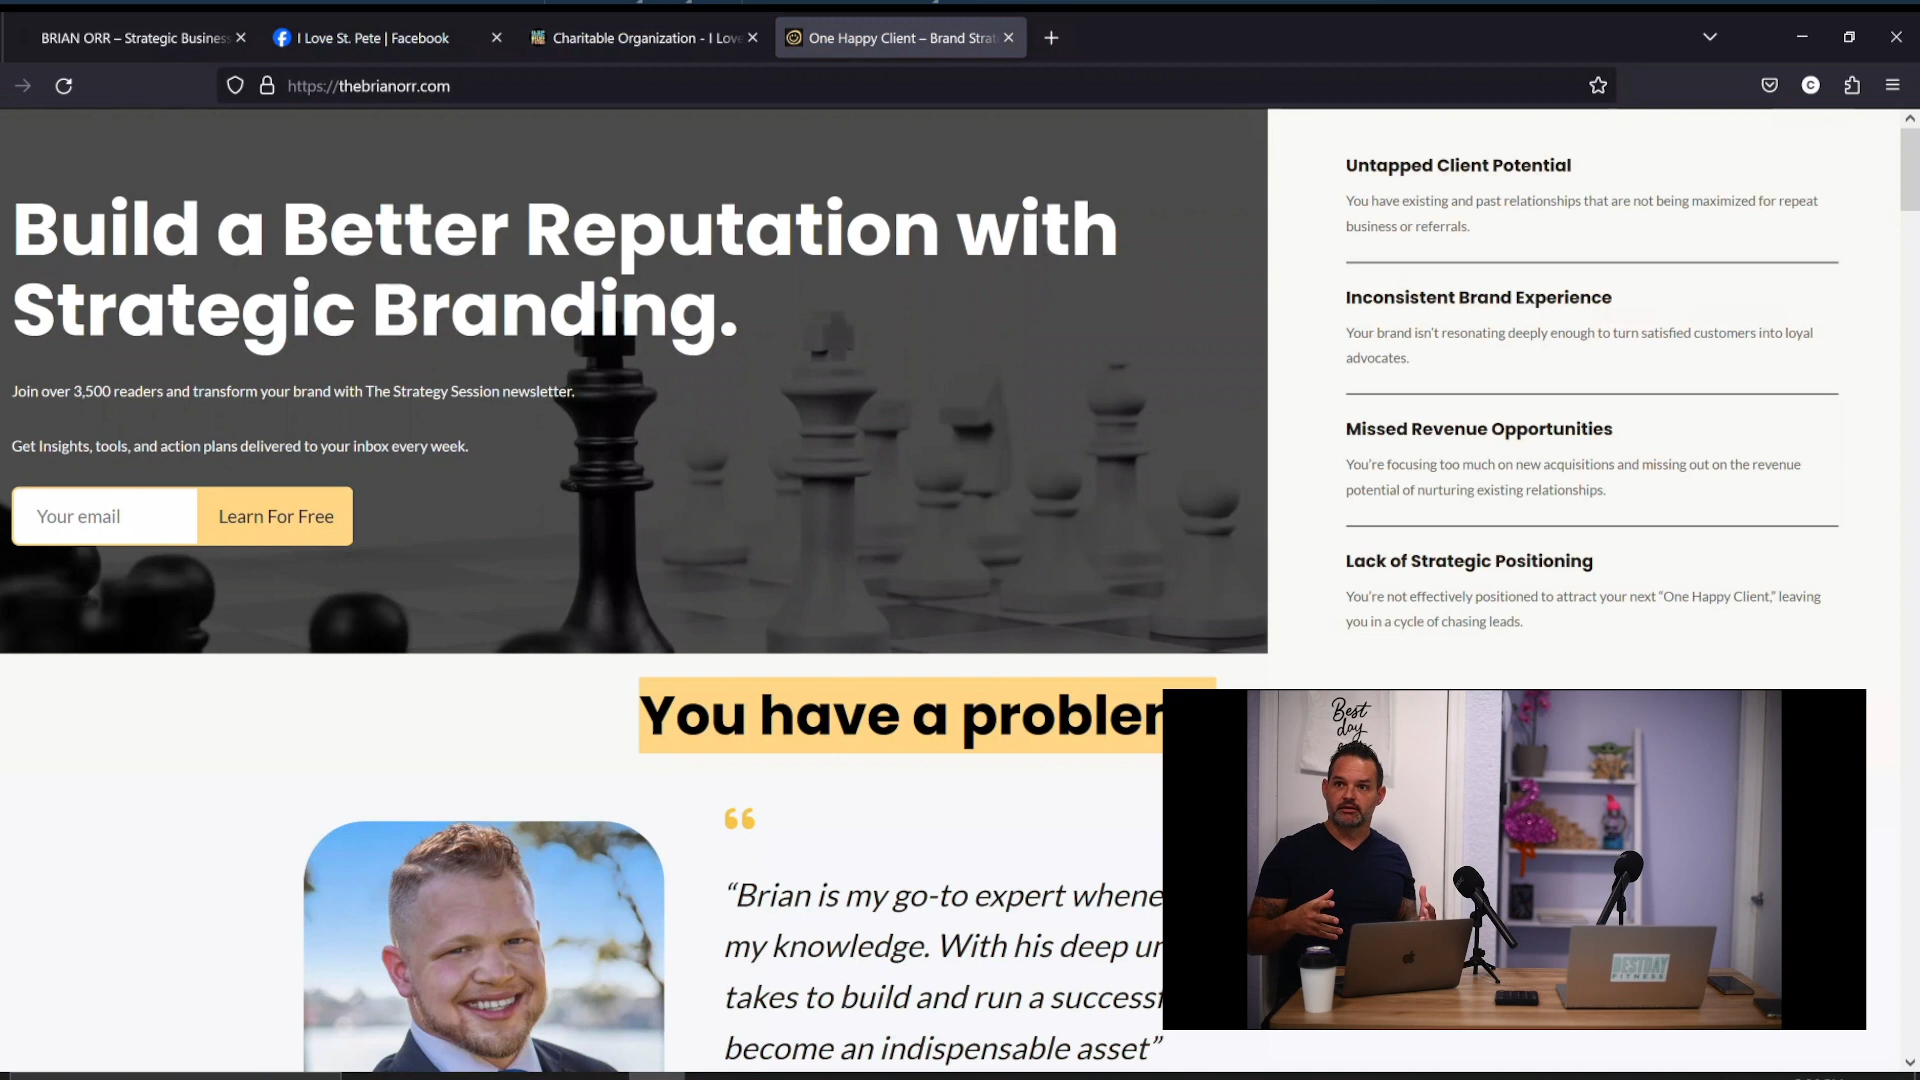 BRIAN ORR – Strategic Business
I Love St. Pete | Facebook
Charitable Organization - I Love
One Happy Client – Brand Strat
https://thebrianorr.com
Build a Better Reputation with
Strategic Branding.
Join over 3,500 readers and transform your brand with The Strategy Session newsletter.
Get Insights, tools, and action plans delivered to your inbox every week.
Your email
Learn For Free
Untapped Client Potential
You have existing and past relationships that are not being maximized for repeat
business or referrals.
Inconsistent Brand Experience
Your brand isn't resonating deeply enough to turn satisfied customers into loyal
advocates.
Missed Revenue Opportunities
You're focusing too much on new acquisitions and missing out on the revenue
potential of nurturing existing relationships.
Lack of Strategic Positioning
You're not effectively positioned to attract your next “One Happy Client,” leaving
you in a cycle of chasing leads.
You have a problem
“Brian is my go-to expert whene
my knowledge. With his deep un
takes to build and run a successf
become an indispensable asset”
Best
day
BESTDAY
FITNESS